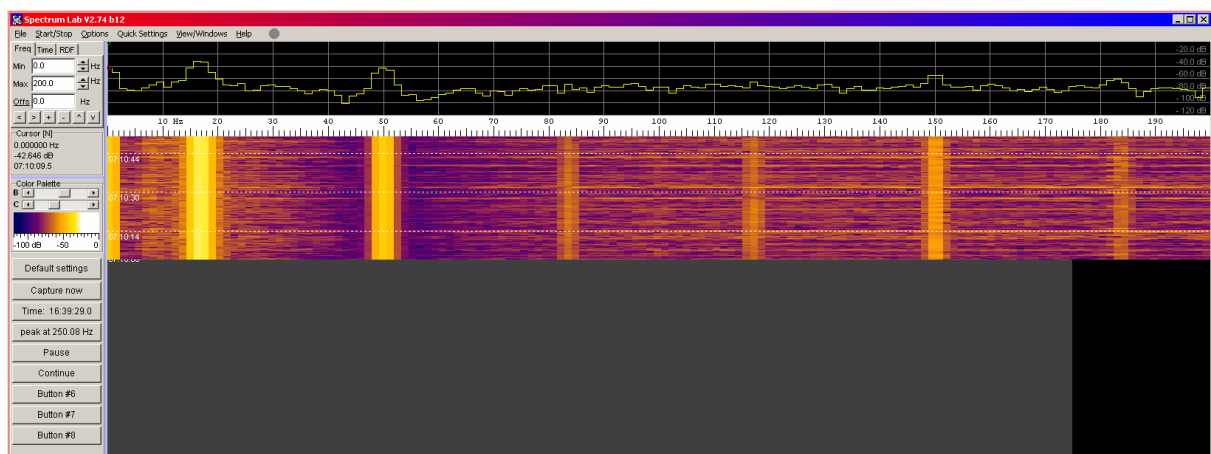 Spectrum Lab V2.74 b12
File Start/Stop Options Quick Settings View/Windows Help
Freq Time RDF
Min 0.0 Hz
Max 200.0 Hz
Offs 0.0 Hz
< > + - ^ v
Cursor [N]
0.000000 Hz
-42.646 dB
07:10:09.5
Color Palette
B
C
-100 dB -50 0
Default settings
Capture now
Time: 16:39:29.0
peak at 250.08 Hz
Pause
Continue
Button #6
Button #7
Button #8
-20.0 dB
-40.0 dB
-60.0 dB
-80.0 dB
-100 dB
-120 dB
10 Hz 20 30 40 50 60 70 80 90 100 110 120 130 140 150 160 170 180 190
07:10:44
07:10:30
07:10:14